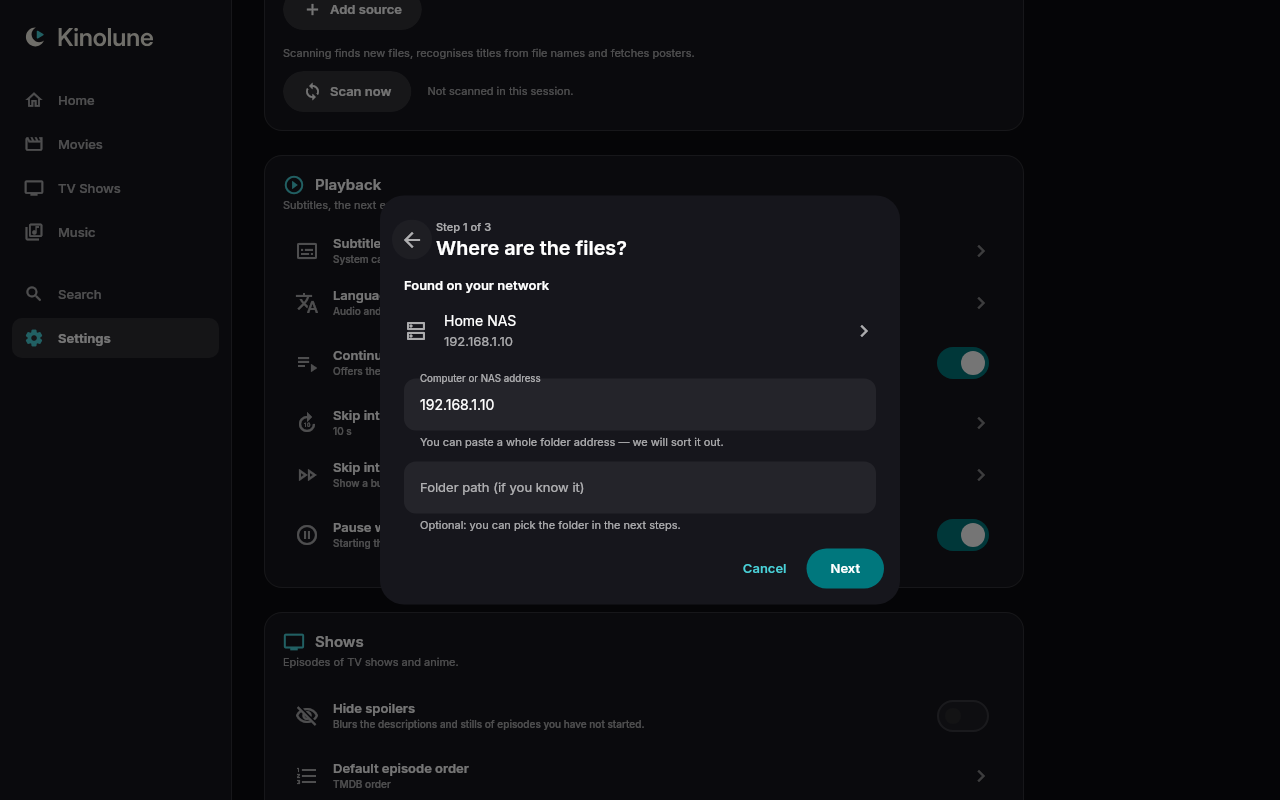 Kinolune
Home
Movies
TV Shows
Music
Search
Settings
Add source
Scanning finds new files, recognises titles from file names and fetches posters.
Scan now
Not scanned in this session.
Playback
Subtitles, the next e
Subtitle
System ca
Langua
Audio and
Continu
Offers the
Skip int
10 s
Skip int
Show a bu
Pause w
Starting th
Step 1 of 3
Where are the files?
Found on your network
Home NAS
192.168.1.10
Computer or NAS address
192.168.1.10
You can paste a whole folder address — we will sort it out.
Folder path (if you know it)
Optional: you can pick the folder in the next steps.
Cancel
Next
Shows
Episodes of TV shows and anime.
Hide spoilers
Blurs the descriptions and stills of episodes you have not started.
Default episode order
TMDB order